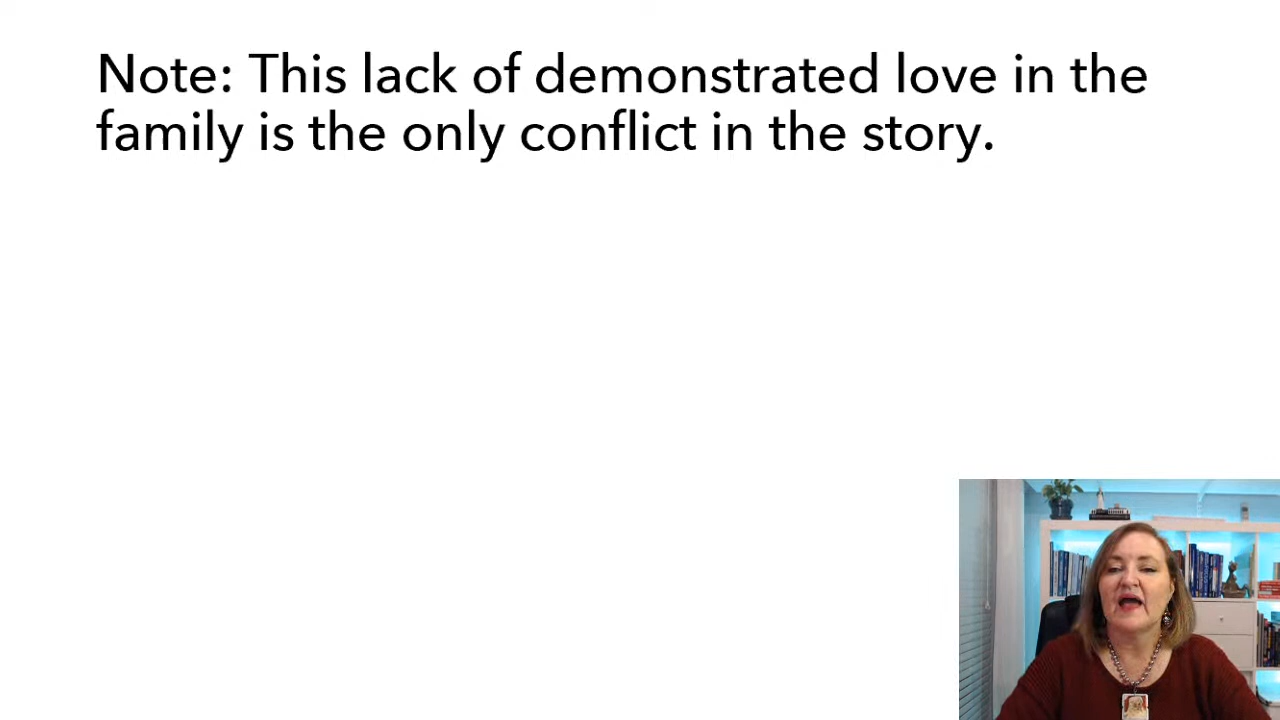 Note: This lack of demonstrated love in the
family is the only conflict in the story.